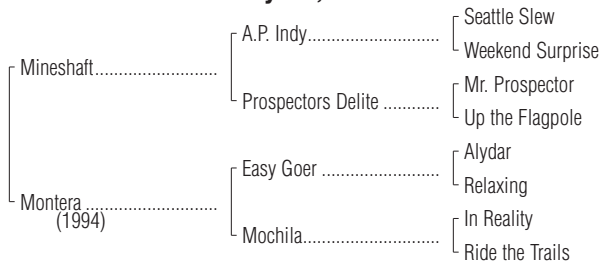 Seattle Slew
A.P. Indy............................
Weekend Surprise
Mineshaft..........................
Mr. Prospector
Prospectors Delite ............
Up the Flagpole
Alydar
Easy Goer .........................
Relaxing
Montera ............................
(1994)
In Reality
Mochila.............................
Ride the Trails